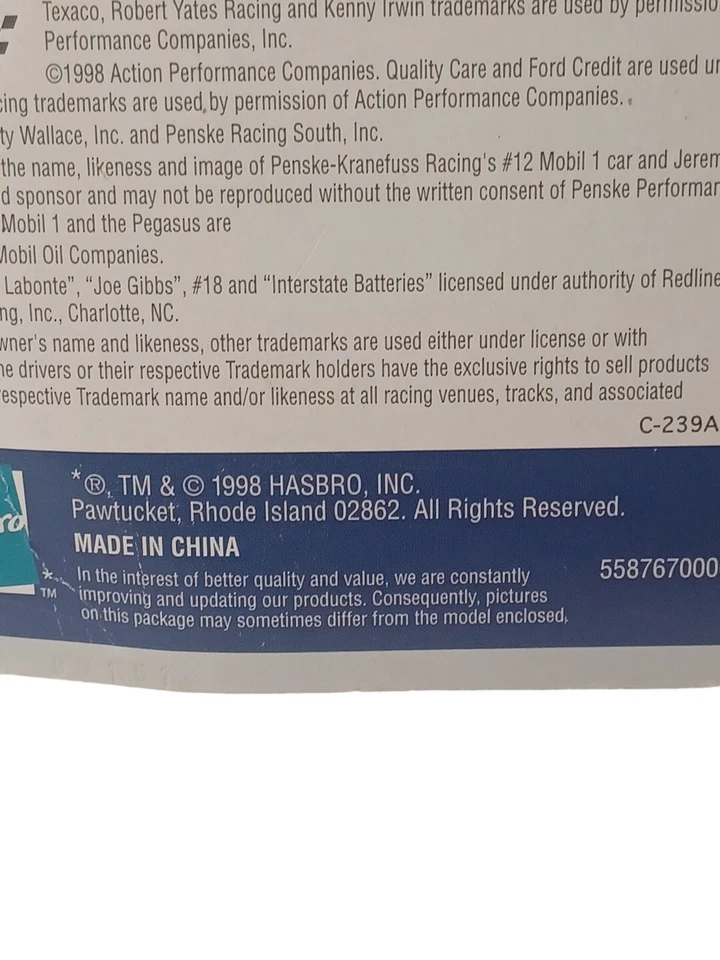 Texaco, Robert Yates Racing and Kenny Irwin trademarks are used by permissio
Performance Companies, Inc.
©1998 Action Performance Companies. Quality Care and Ford Credit are used un
cing trademarks are used by permission of Action Performance Companies.
ty Wallace, Inc. and Penske Racing South, Inc.
the name, likeness and image of Penske-Kranefuss Racing's #12 Mobil 1 car and Jerem
d sponsor and may not be reproduced without the written consent of Penske Performan
Mobil 1 and the Pegasus are
Mobil Oil Companies.
Labonte”, “Joe Gibbs”, #18 and “Interstate Batteries” licensed under authority of Redline
ng, Inc., Charlotte, NC.
wner's name and likeness, other trademarks are used either under license or with
he drivers or their respective Trademark holders have the exclusive rights to sell products
respective Trademark name and/or likeness at all racing venues, tracks, and associated
C-239A
*®, TM & © 1998 HASBRO, INC.
Pawtucket, Rhode Island 02862. All Rights Reserved.
MADE IN CHINA
ro
* TM
In the interest of better quality and value, we are constantly
improving and updating our products. Consequently, pictures
on this package may sometimes differ from the model enclosed.
558767000